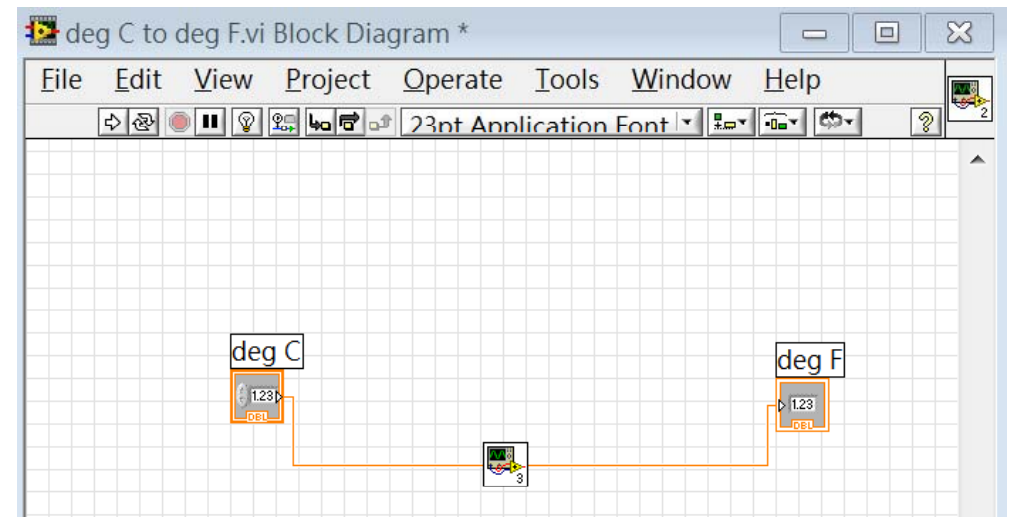 deg C to deg F.vi Block Diagram *
File Edit View Project Operate Tools Window Help
23pt Application Font
2
deg C
1.23
DBL
deg F
1.23
DBL
3